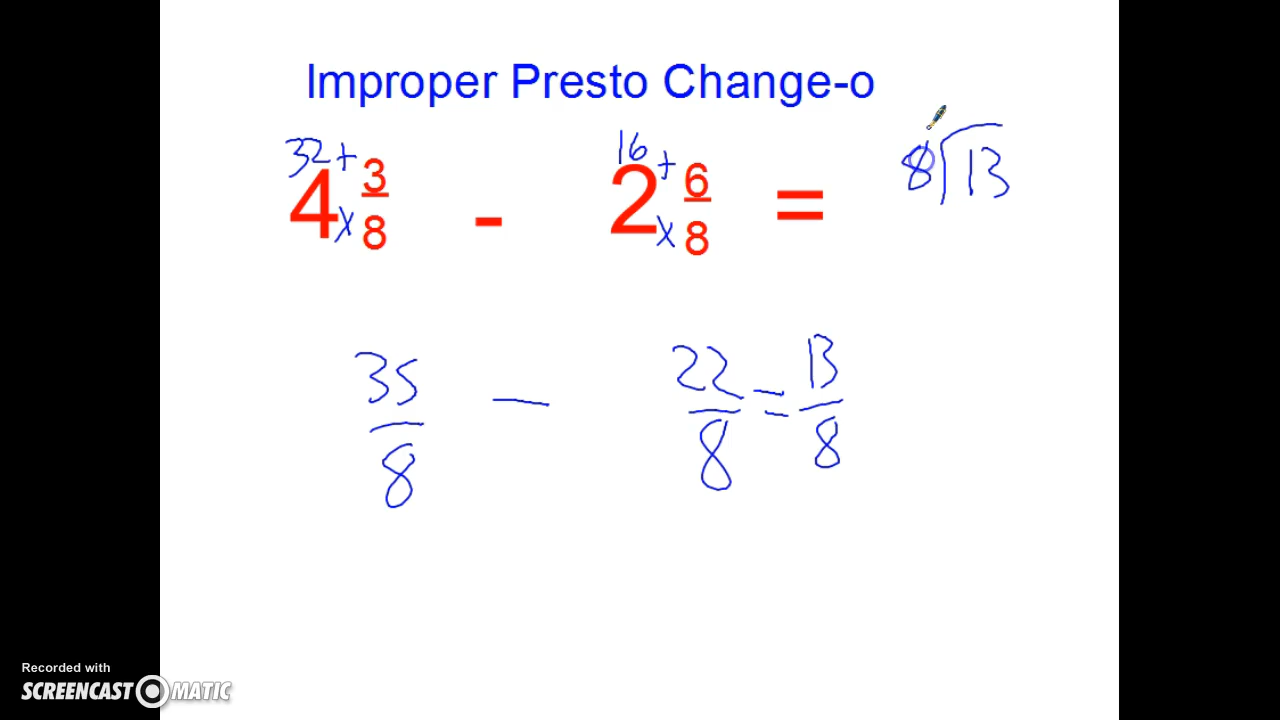 Improper Presto Change-o
32 + 16 + 8 13
4 x 3/8 - 2 x 6/8 =
35/8 - 22/8 = 13/8
Recorded with
SCREENCAST MATIC